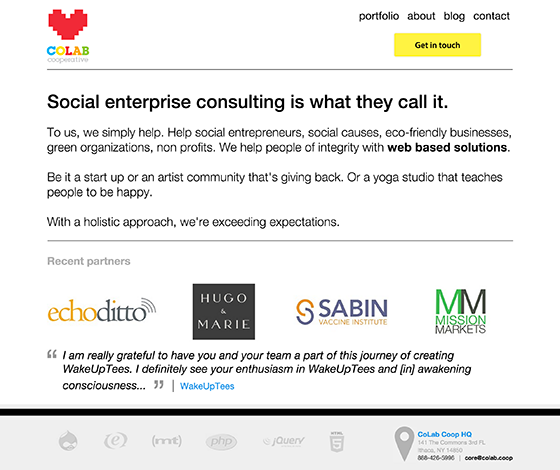 portfolio about blog contact
COLAB
cooperative
Get in touch
Social enterprise consulting is what they call it.
To us, we simply help. Help social entrepreneurs, social causes, eco-friendly businesses,
green organizations, non profits. We help people of integrity with web based solutions.
Be it a start up or an artist community that's giving back. Or a yoga studio that teaches
people to be happy.
With a holistic approach, we're exceeding expectations.
Recent partners
echoditto
HUGO
& MARIE
SABIN
VACCINE INSTITUTE
MM
MISSION
MARKETS
“ I am really grateful to have you and your team a part of this journey of creating
WakeUpTees. I definitely see your enthusiasm in WakeUpTees and [in] awakening
consciousness... ” | WakeUpTees
php
jQuery
HTML
5
CoLab Coop HQ
141 The Commons 3rd FL
Ithaca, NY 14850
868-426-5996 | core@colab.coop